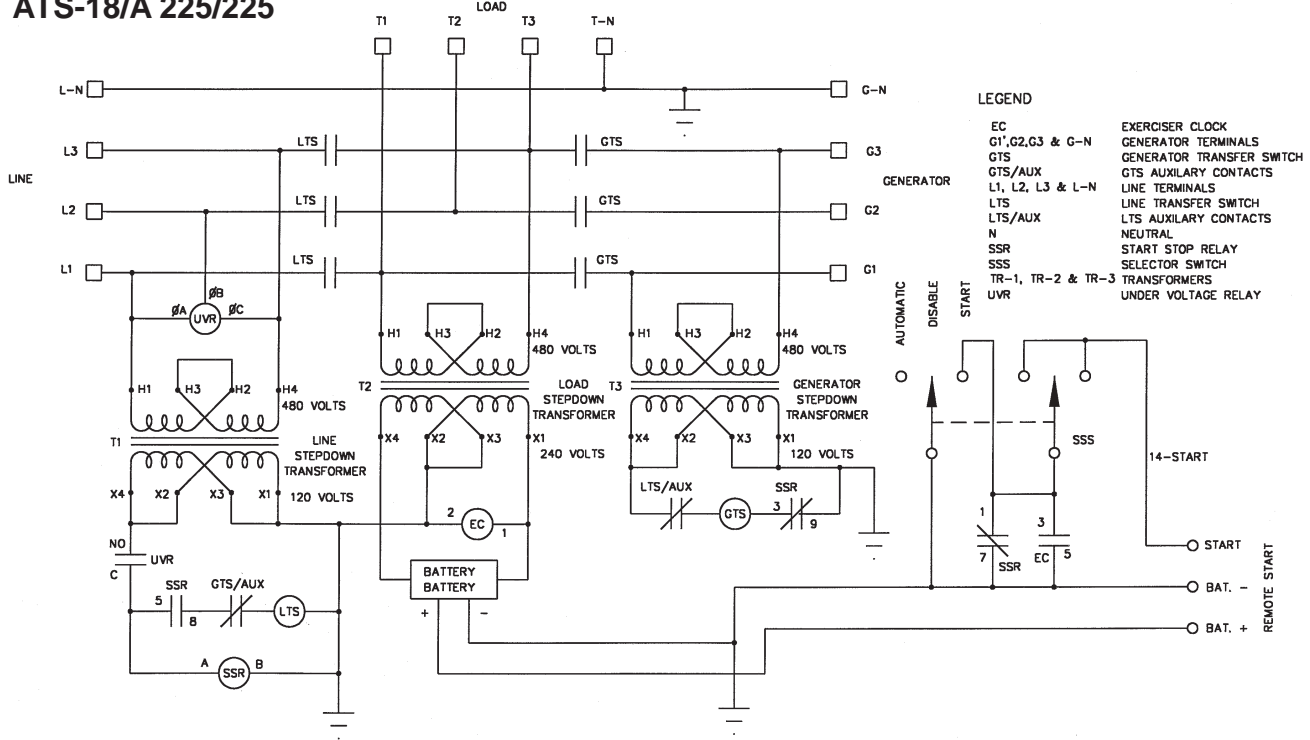 ATS-18/A 225/225
LOAD
T1 T2 T3 T-N
L-N G-N
L3 LTS GTS G3
LINE GENERATOR
L2 LTS GTS G2
L1 LTS GTS G1
LEGEND
EC EXERCISER CLOCK
G1',G2,G3 & G-N GENERATOR TERMINALS
GTS GENERATOR TRANSFER SWITCH
GTS/AUX GTS AUXILARY CONTACTS
L1, L2, L3 & L-N LINE TERMINALS
LTS LINE TRANSFER SWITCH
LTS/AUX LTS AUXILARY CONTACTS
N NEUTRAL
SSR START STOP RELAY
SSS SELECTOR SWITCH
TR-1, TR-2 & TR-3 TRANSFORMERS
UVR UNDER VOLTAGE RELAY
ØB
ØA UVR ØC
H1 H3 H2 H4
480 VOLTS
T1
LINE
STEPDOWN
TRANSFORMER
X4 X2 X3 X1 120 VOLTS
H1 H3 H2 H4
480 VOLTS
T2
LOAD
STEPDOWN
TRANSFORMER
X4 X2 X3 X1
240 VOLTS
H1 H3 H2 H4
480 VOLTS
T3
GENERATOR
STEPDOWN
TRANSFORMER
X4 X2 X3 X1
120 VOLTS
LTS/AUX GTS 3 SSR 9
2 EC 1
BATTERY
BATTERY
+ -
NO
UVR
C
SSR GTS/AUX
5 8 LTS
A SSR B
AUTOMATIC
DISABLE
START
SSS
14-START
1
7 SSR
3
EC 5
START
BAT. -
BAT. +
REMOTE START